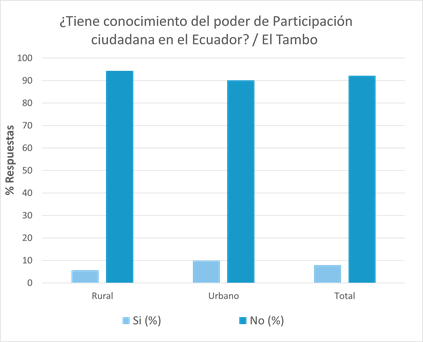 ¿Tiene conocimiento del poder de Participación
ciudadana en el Ecuador? / El Tambo
% Respuestas
100
90
80
70
60
50
40
30
20
10
0
Rural Urbano Total
Si (%) No (%)